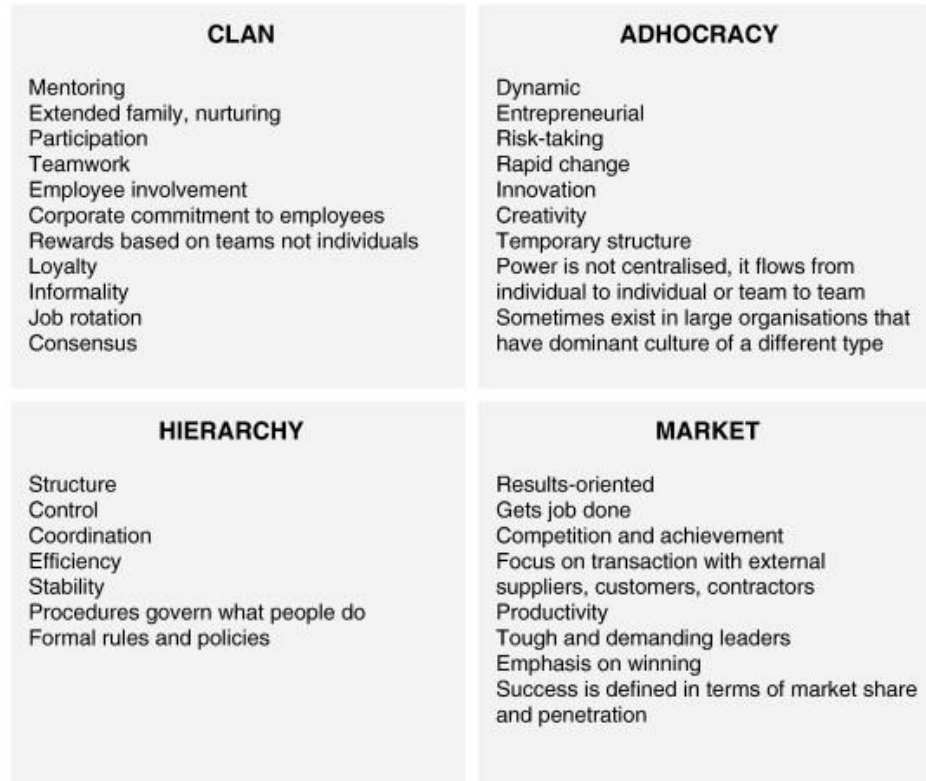 CLAN
Mentoring
Extended family, nurturing
Participation
Teamwork
Employee involvement
Corporate commitment to employees
Rewards based on teams not individuals
Loyalty
Informality
Job rotation
Consensus
ADHOCRACY
Dynamic
Entrepreneurial
Risk-taking
Rapid change
Innovation
Creativity
Temporary structure
Power is not centralised, it flows from
individual to individual or team to team
Sometimes exist in large organisations that
have dominant culture of a different type
HIERARCHY
Structure
Control
Coordination
Efficiency
Stability
Procedures govern what people do
Formal rules and policies
MARKET
Results-oriented
Gets job done
Competition and achievement
Focus on transaction with external
suppliers, customers, contractors
Productivity
Tough and demanding leaders
Emphasis on winning
Success is defined in terms of market share
and penetration